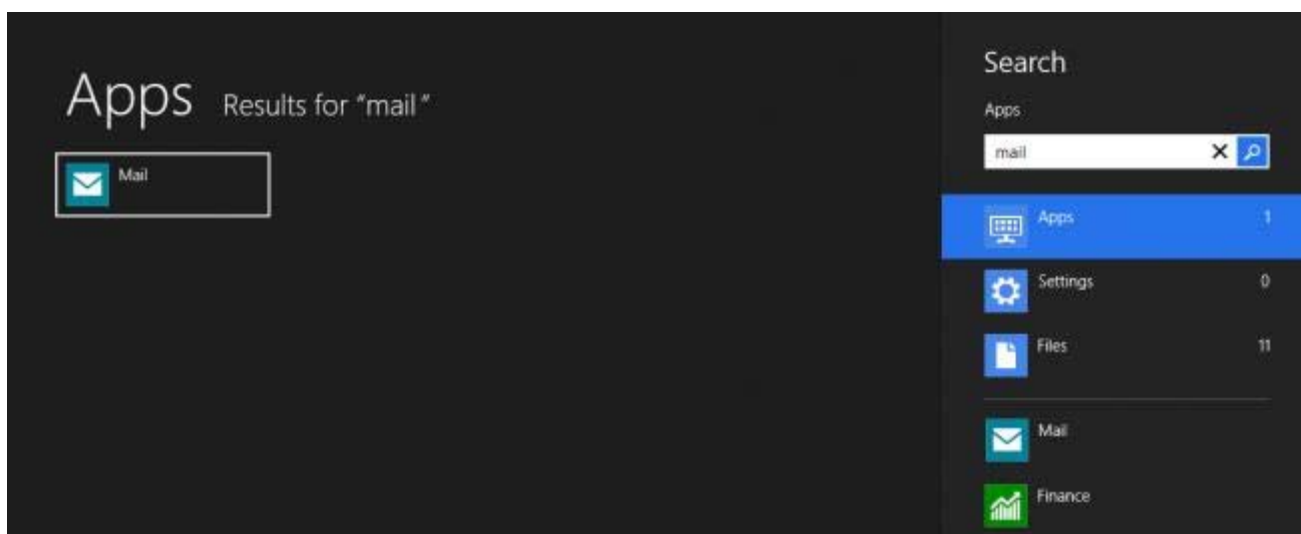 Apps Results for "mail"
Mail
Search
Apps
mail
Apps 1
Settings 0
Files 11
Mail
Finance